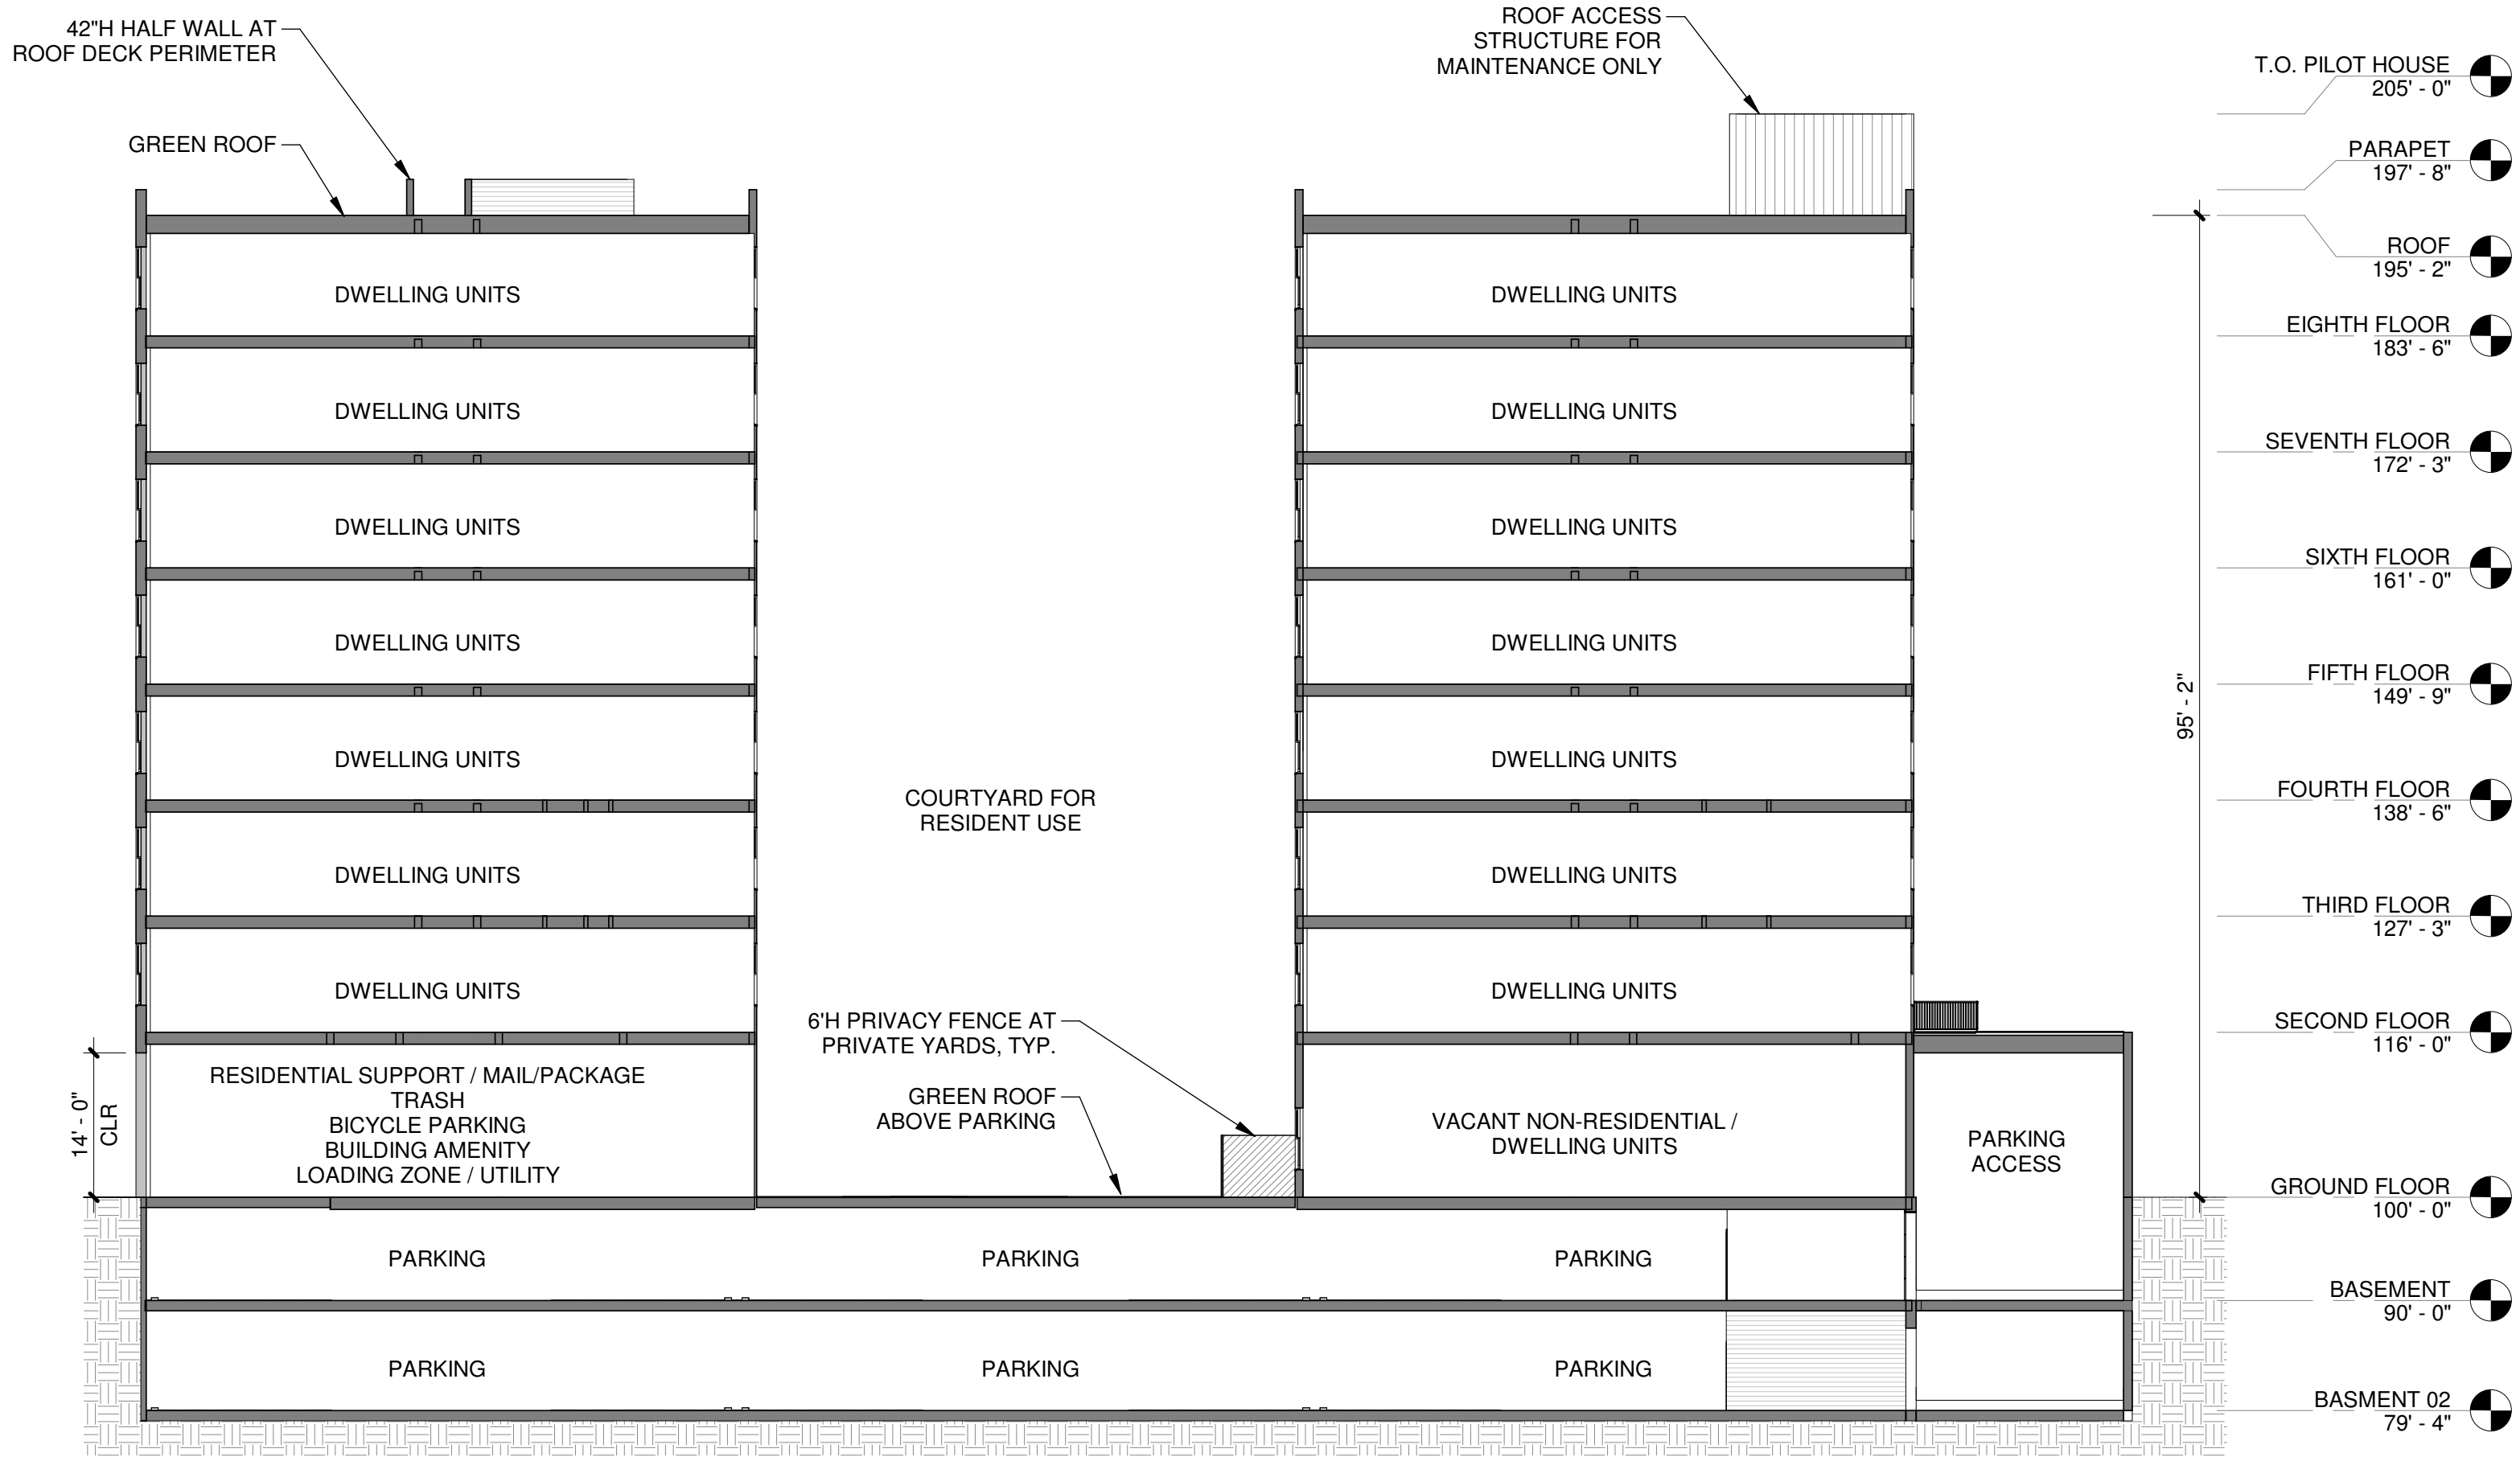 42"H HALF WALL AT
ROOF DECK PERIMETER
GREEN ROOF
ROOF ACCESS
STRUCTURE FOR
MAINTENANCE ONLY
T.O. PILOT HOUSE
205' - 0"
PARAPET
197' - 8"
ROOF
195' - 2"
EIGHTH FLOOR
183' - 6"
SEVENTH FLOOR
172' - 3"
SIXTH FLOOR
161' - 0"
FIFTH FLOOR
149' - 9"
FOURTH FLOOR
138' - 6"
THIRD FLOOR
127' - 3"
SECOND FLOOR
116' - 0"
GROUND FLOOR
100' - 0"
BASEMENT
90' - 0"
BASMENT 02
79' - 4"
95' - 2"
DWELLING UNITS
DWELLING UNITS
DWELLING UNITS
DWELLING UNITS
DWELLING UNITS
DWELLING UNITS
DWELLING UNITS
RESIDENTIAL SUPPORT / MAIL/PACKAGE
TRASH
BICYCLE PARKING
BUILDING AMENITY
LOADING ZONE / UTILITY
14' - 0"
CLR
COURTYARD FOR
RESIDENT USE
6'H PRIVACY FENCE AT
PRIVATE YARDS, TYP.
GREEN ROOF
ABOVE PARKING
DWELLING UNITS
DWELLING UNITS
DWELLING UNITS
DWELLING UNITS
DWELLING UNITS
DWELLING UNITS
DWELLING UNITS
VACANT NON-RESIDENTIAL /
DWELLING UNITS
PARKING
ACCESS
PARKING
PARKING
PARKING
PARKING
PARKING
PARKING